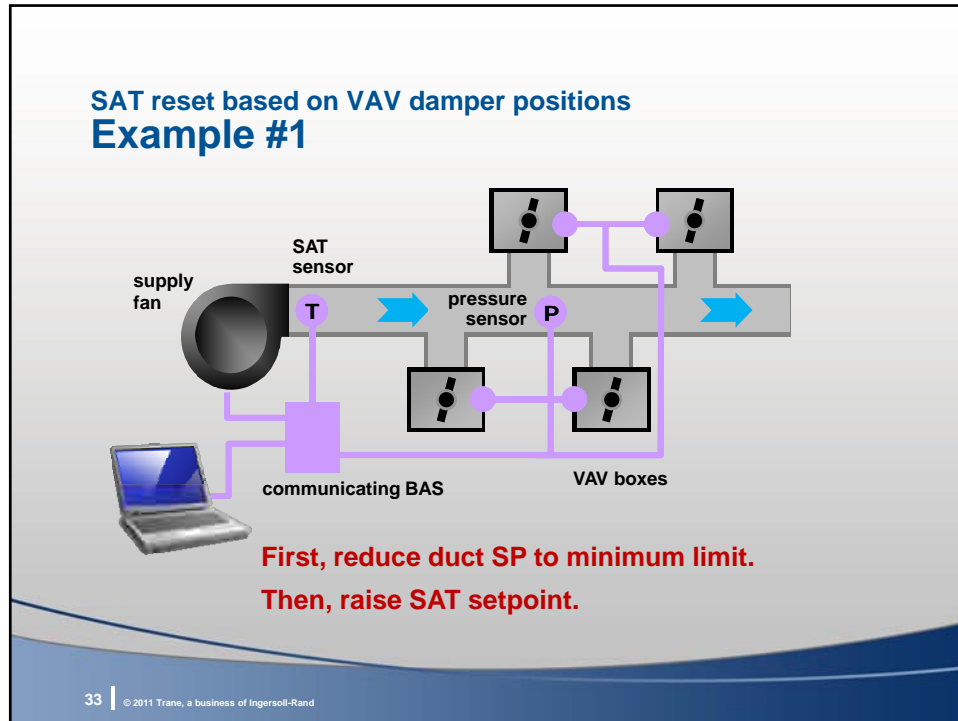 SAT reset based on VAV damper positions
Example #1
SAT
sensor
supply
fan
T
pressure
sensor
P
communicating BAS
VAV boxes
First, reduce duct SP to minimum limit.
Then, raise SAT setpoint.
33 © 2011 Trane, a business of Ingersoll-Rand